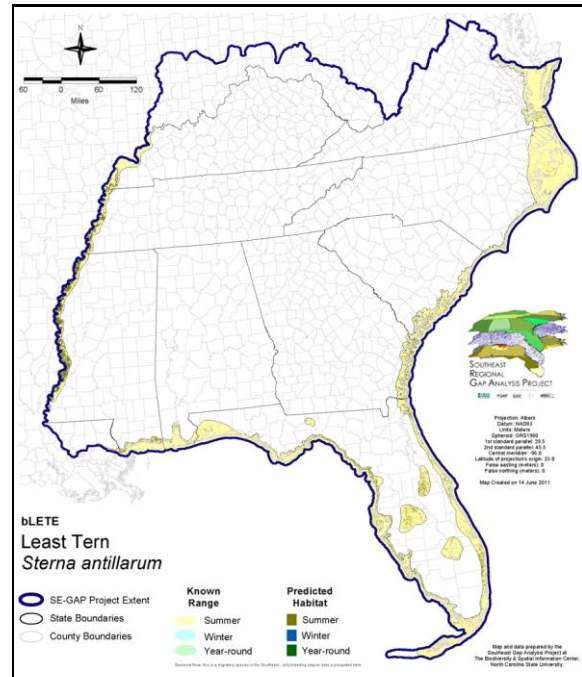 N
60 0 60 120
Miles
SOUTHEAST
REGIONAL
GAP ANALYSIS PROJECT
Projection: Albers
Datum: NAD83
Units: Meters
Spheroid: GRS1980
1st standard parallel: 29.5
2nd standard parallel: 45.5
Central meridian: -96.0
Latitude of projection's origin: 23.0
False easting (meters): 0
False northing (meters): 0
Map Created on 14 June 2011
bLETE
Least Tern
Sterna antillarum
SE-GAP Project Extent
State Boundaries
County Boundaries
Known
Range
Summer
Winter
Year-round
Predicted
Habitat
Summer
Winter
Year-round
Map and data prepared by the
Southeast Gap Analysis Project at
The Biodiversity & Spatial Information Center,
North Carolina State University.